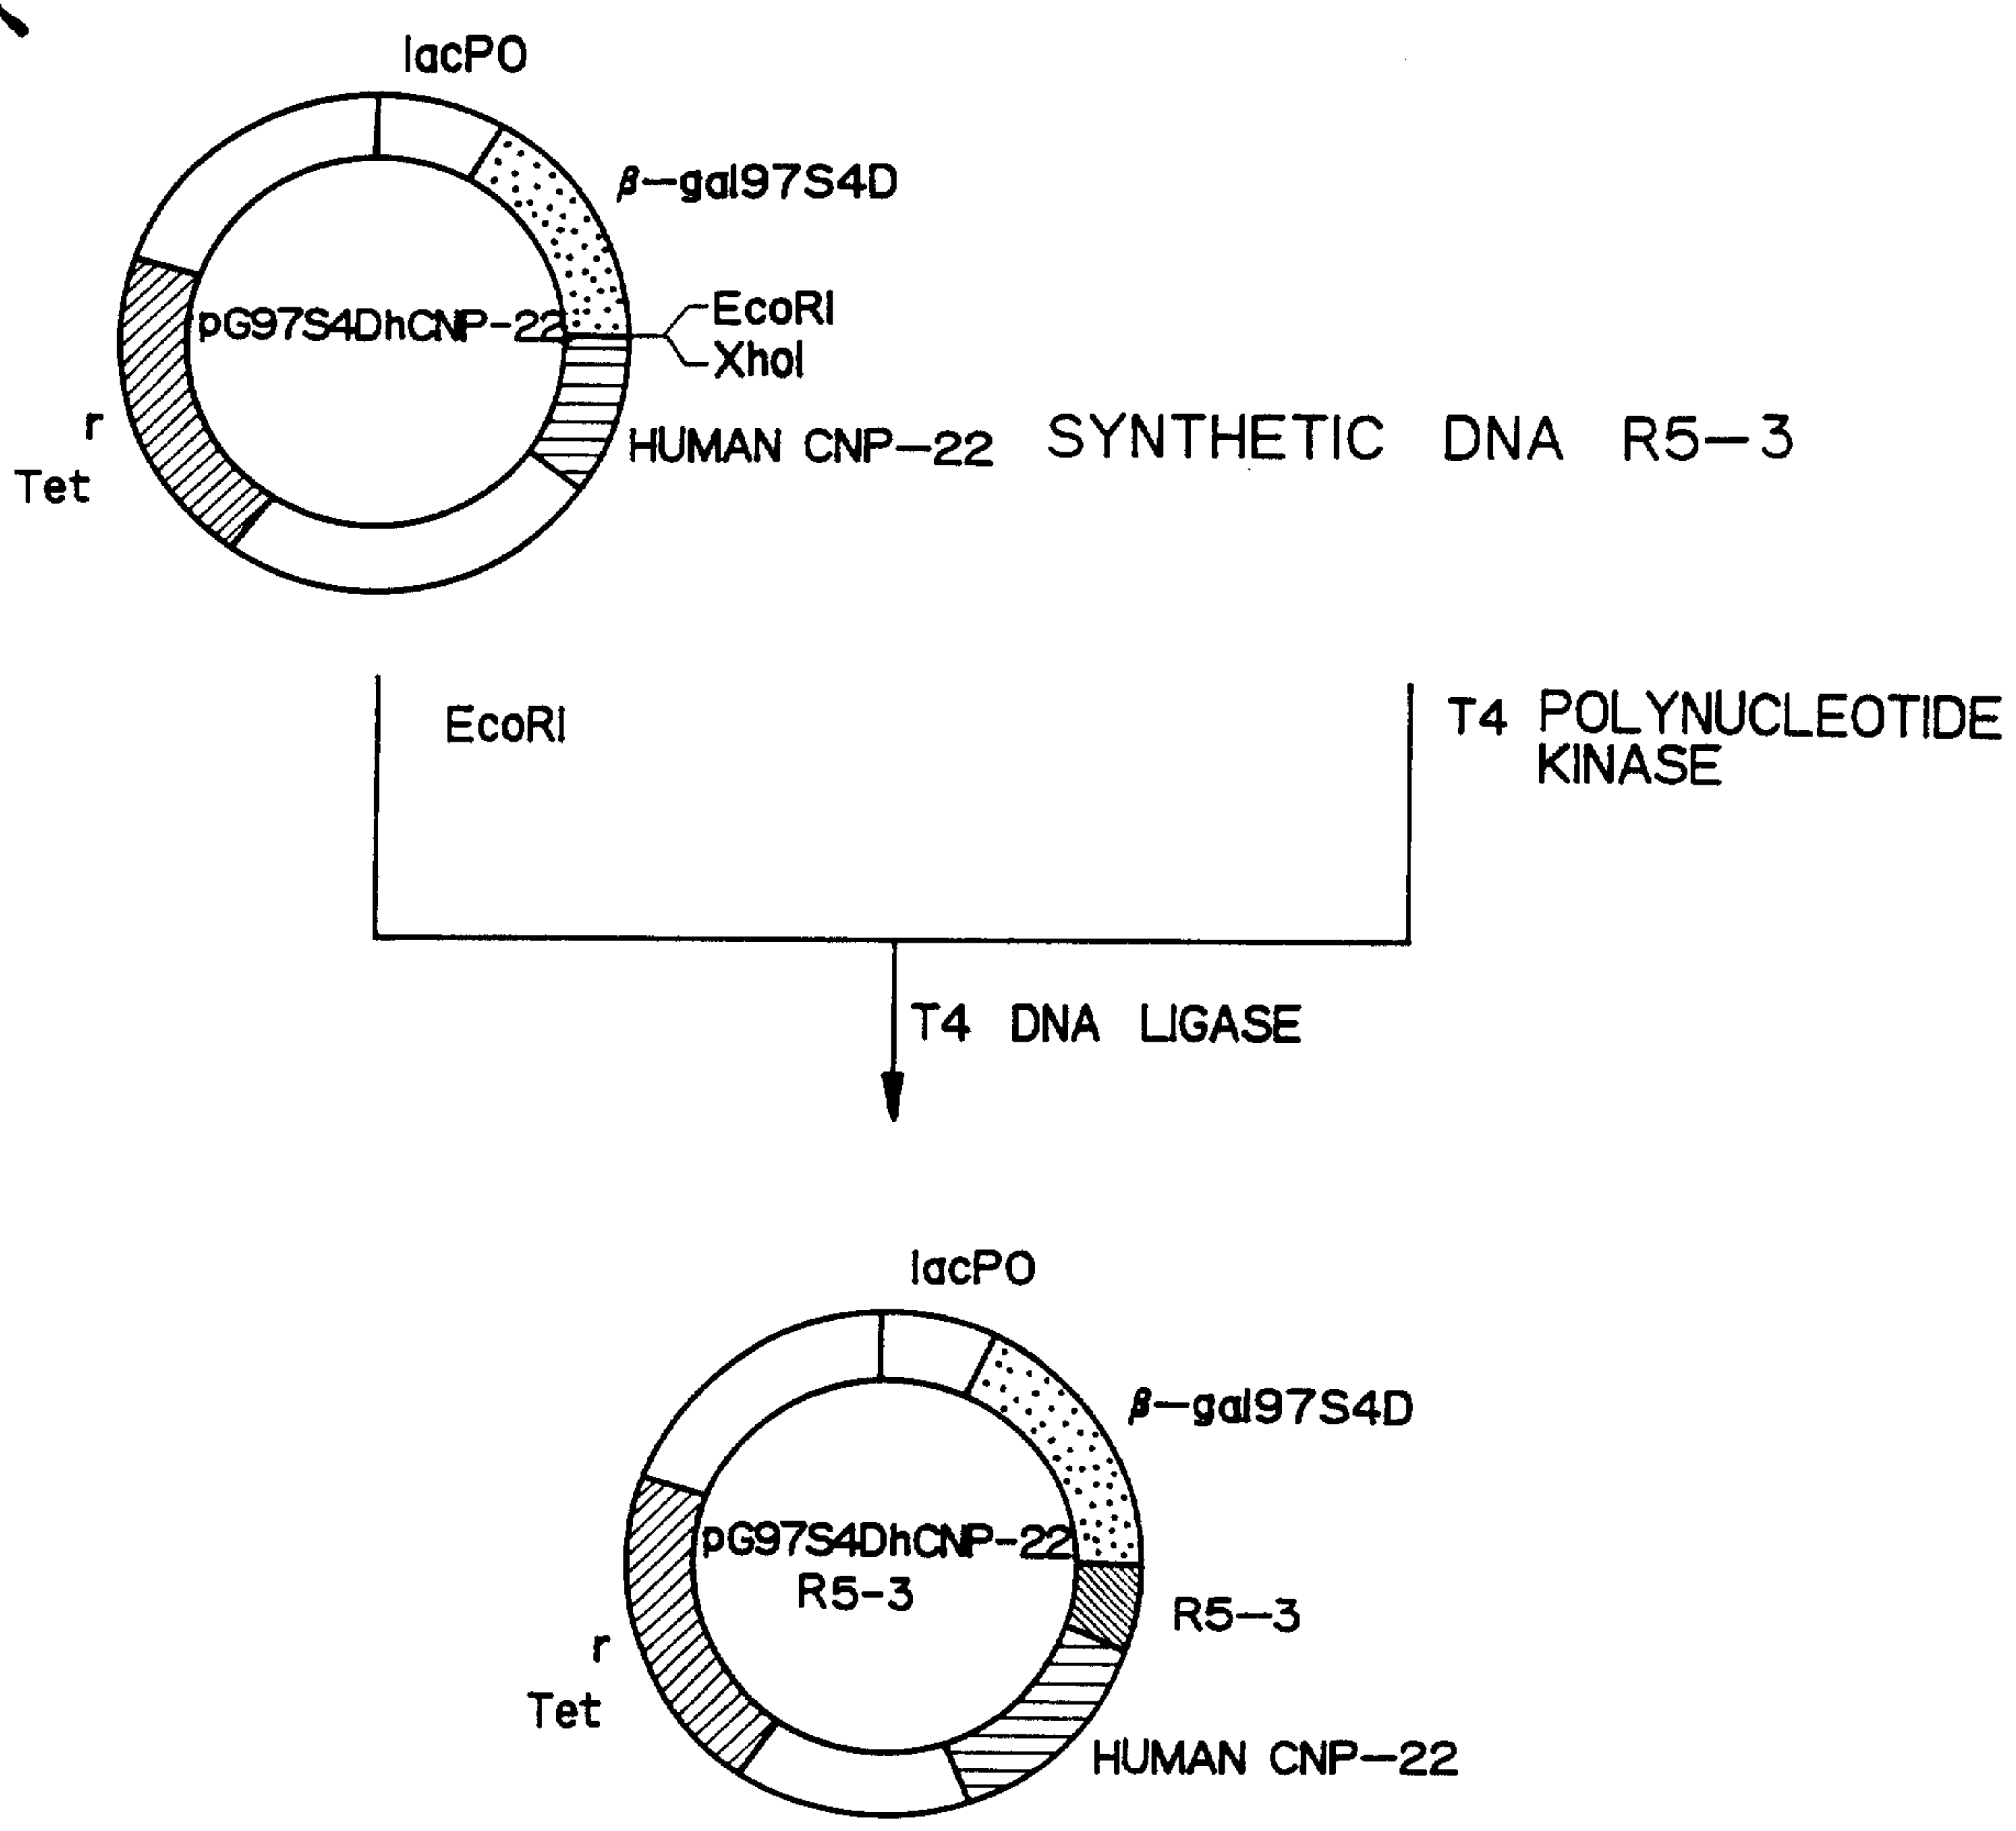 lacPO
β-gal97S4D
EcoRI
XhoI
pG97S4DhCNP-22
HUMAN CNP-22
SYNTHETIC DNA R5-3
r
Tet
EcoRI
T4 POLYNUCLEOTIDE
KINASE
T4 DNA LIGASE
lacPO
β-gal97S4D
pG97S4DhCNP-22
R5-3
R5-3
r
Tet
HUMAN CNP-22